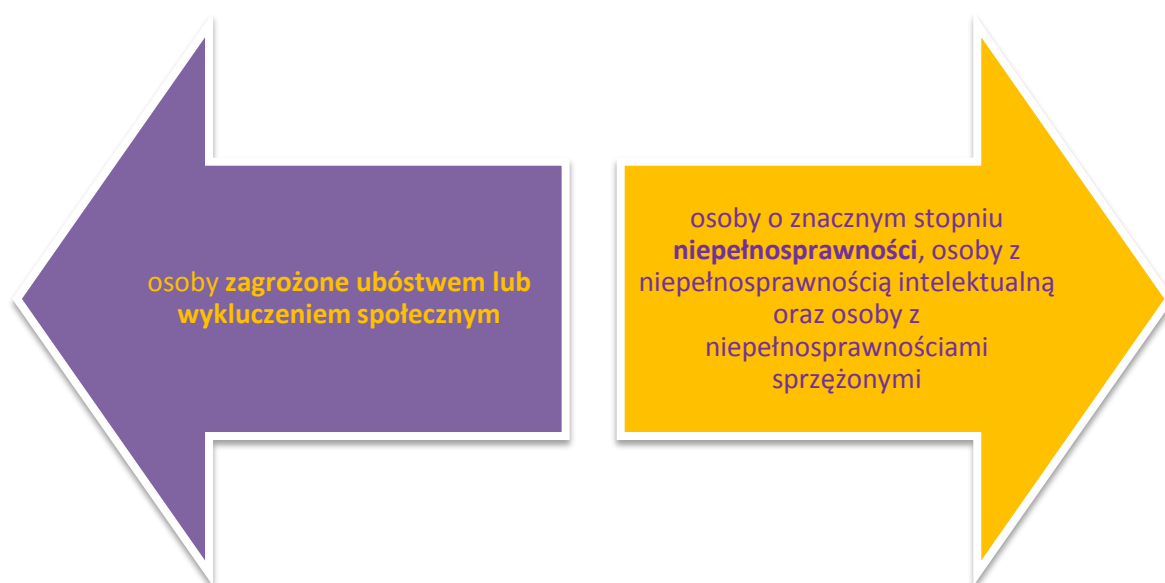 osoby zagrożone ubóstwem lub
wykluczeniem społecznym
osoby o znacznym stopniu
niepełnosprawności, osoby z
niepełnosprawnością intelektualną
oraz osoby z
niepełnosprawnościami
sprzężonymi